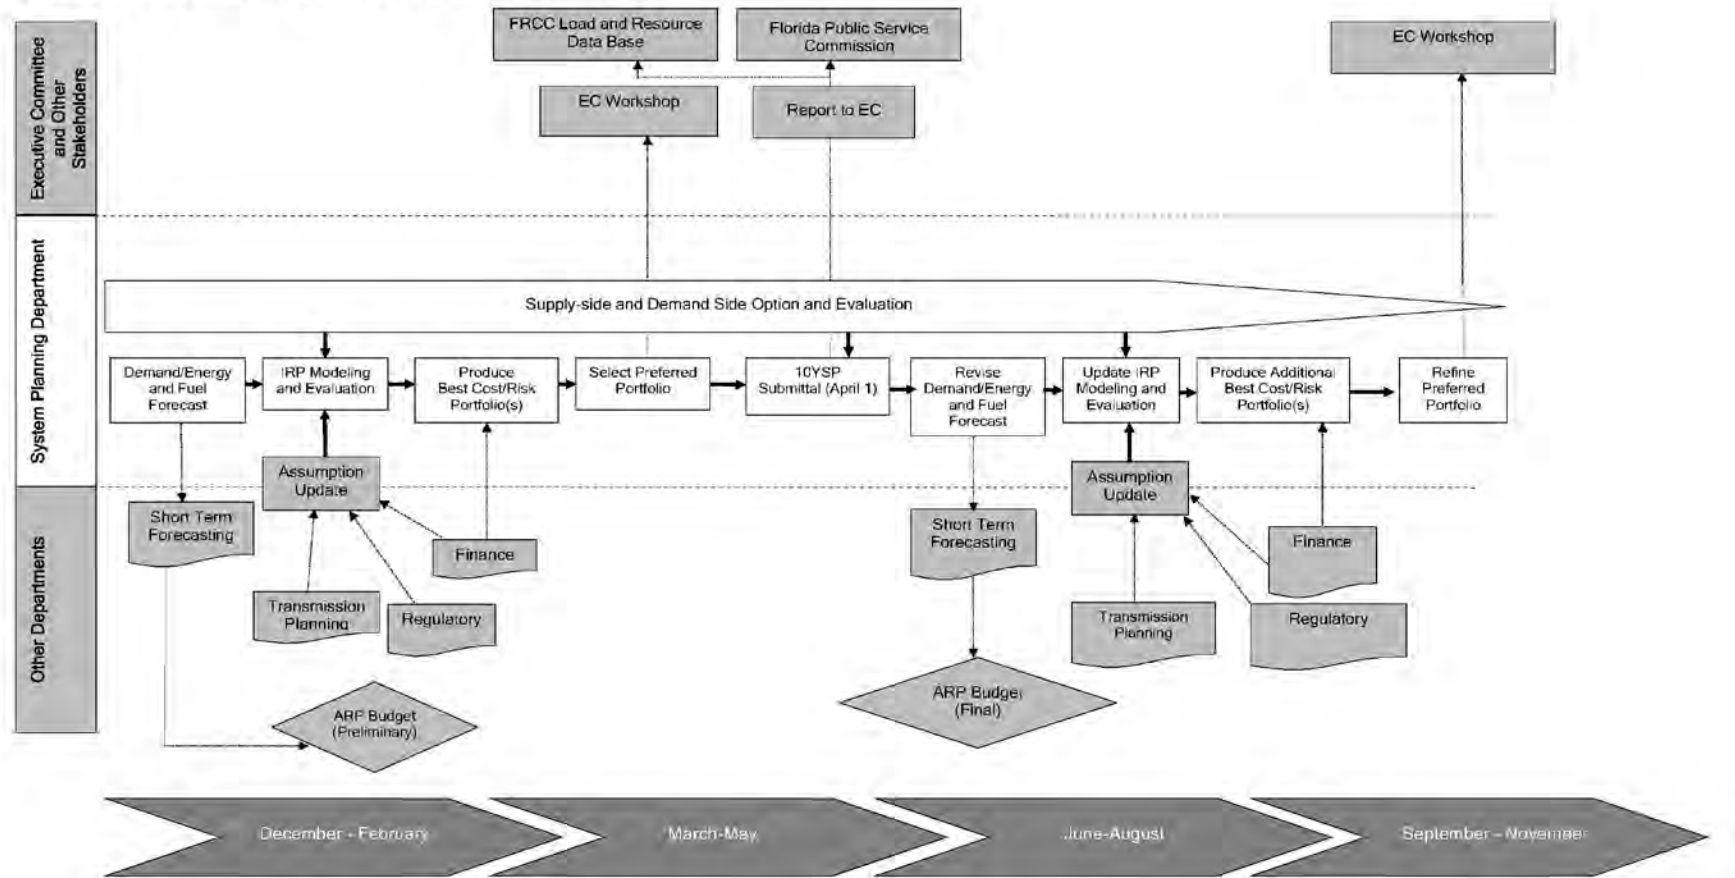 Executive Committee
and Other
Stakeholders
FRCC Load and Resource
Data Base
Florida Public Service
Commission
EC Workshop
EC Workshop
Report to EC
System Planning Department
Supply-side and Demand Side Option and Evaluation
Demand/Energy
and Fuel
Forecast
IRP Modeling
and Evaluation
Produce
Best Cost/Risk
Portfolio(s)
Select Preferred
Portfolio
10YSP
Submittal (April 1)
Revise
Demand/Energy
and Fuel
Forecast
Update IRP
Modeling and
Evaluation
Produce Additional
Best Cost/Risk
Portfolio(s)
Refine
Preferred
Portfolio
Other Departments
Assumption
Update
Assumption
Update
Short Term
Forecasting
Finance
Short Term
Forecasting
Finance
Transmission
Planning
Regulatory
Transmission
Planning
Regulatory
ARP Budget
(Preliminary)
ARP Budget
(Final)
December - February
March-May
June-August
September - November